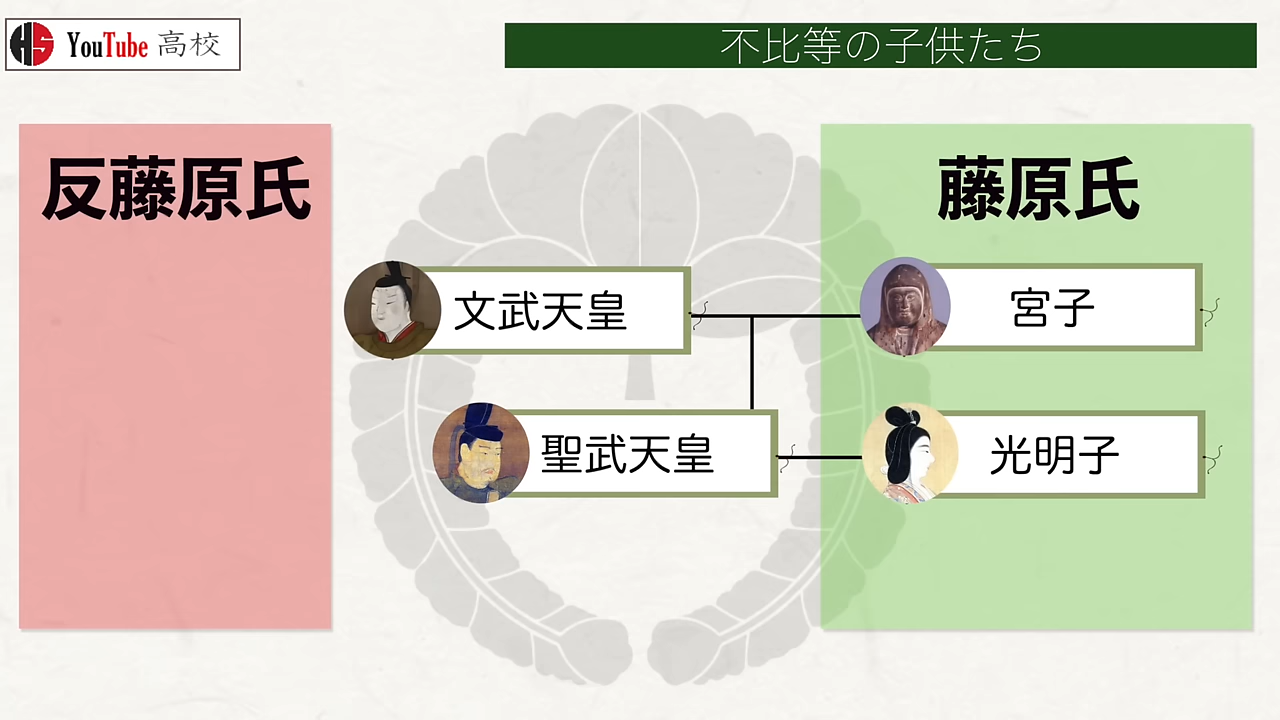 HS YouTube 高校
不比等の子供たち
反藤原氏
藤原氏
文武天皇
宮子
聖武天皇
光明子